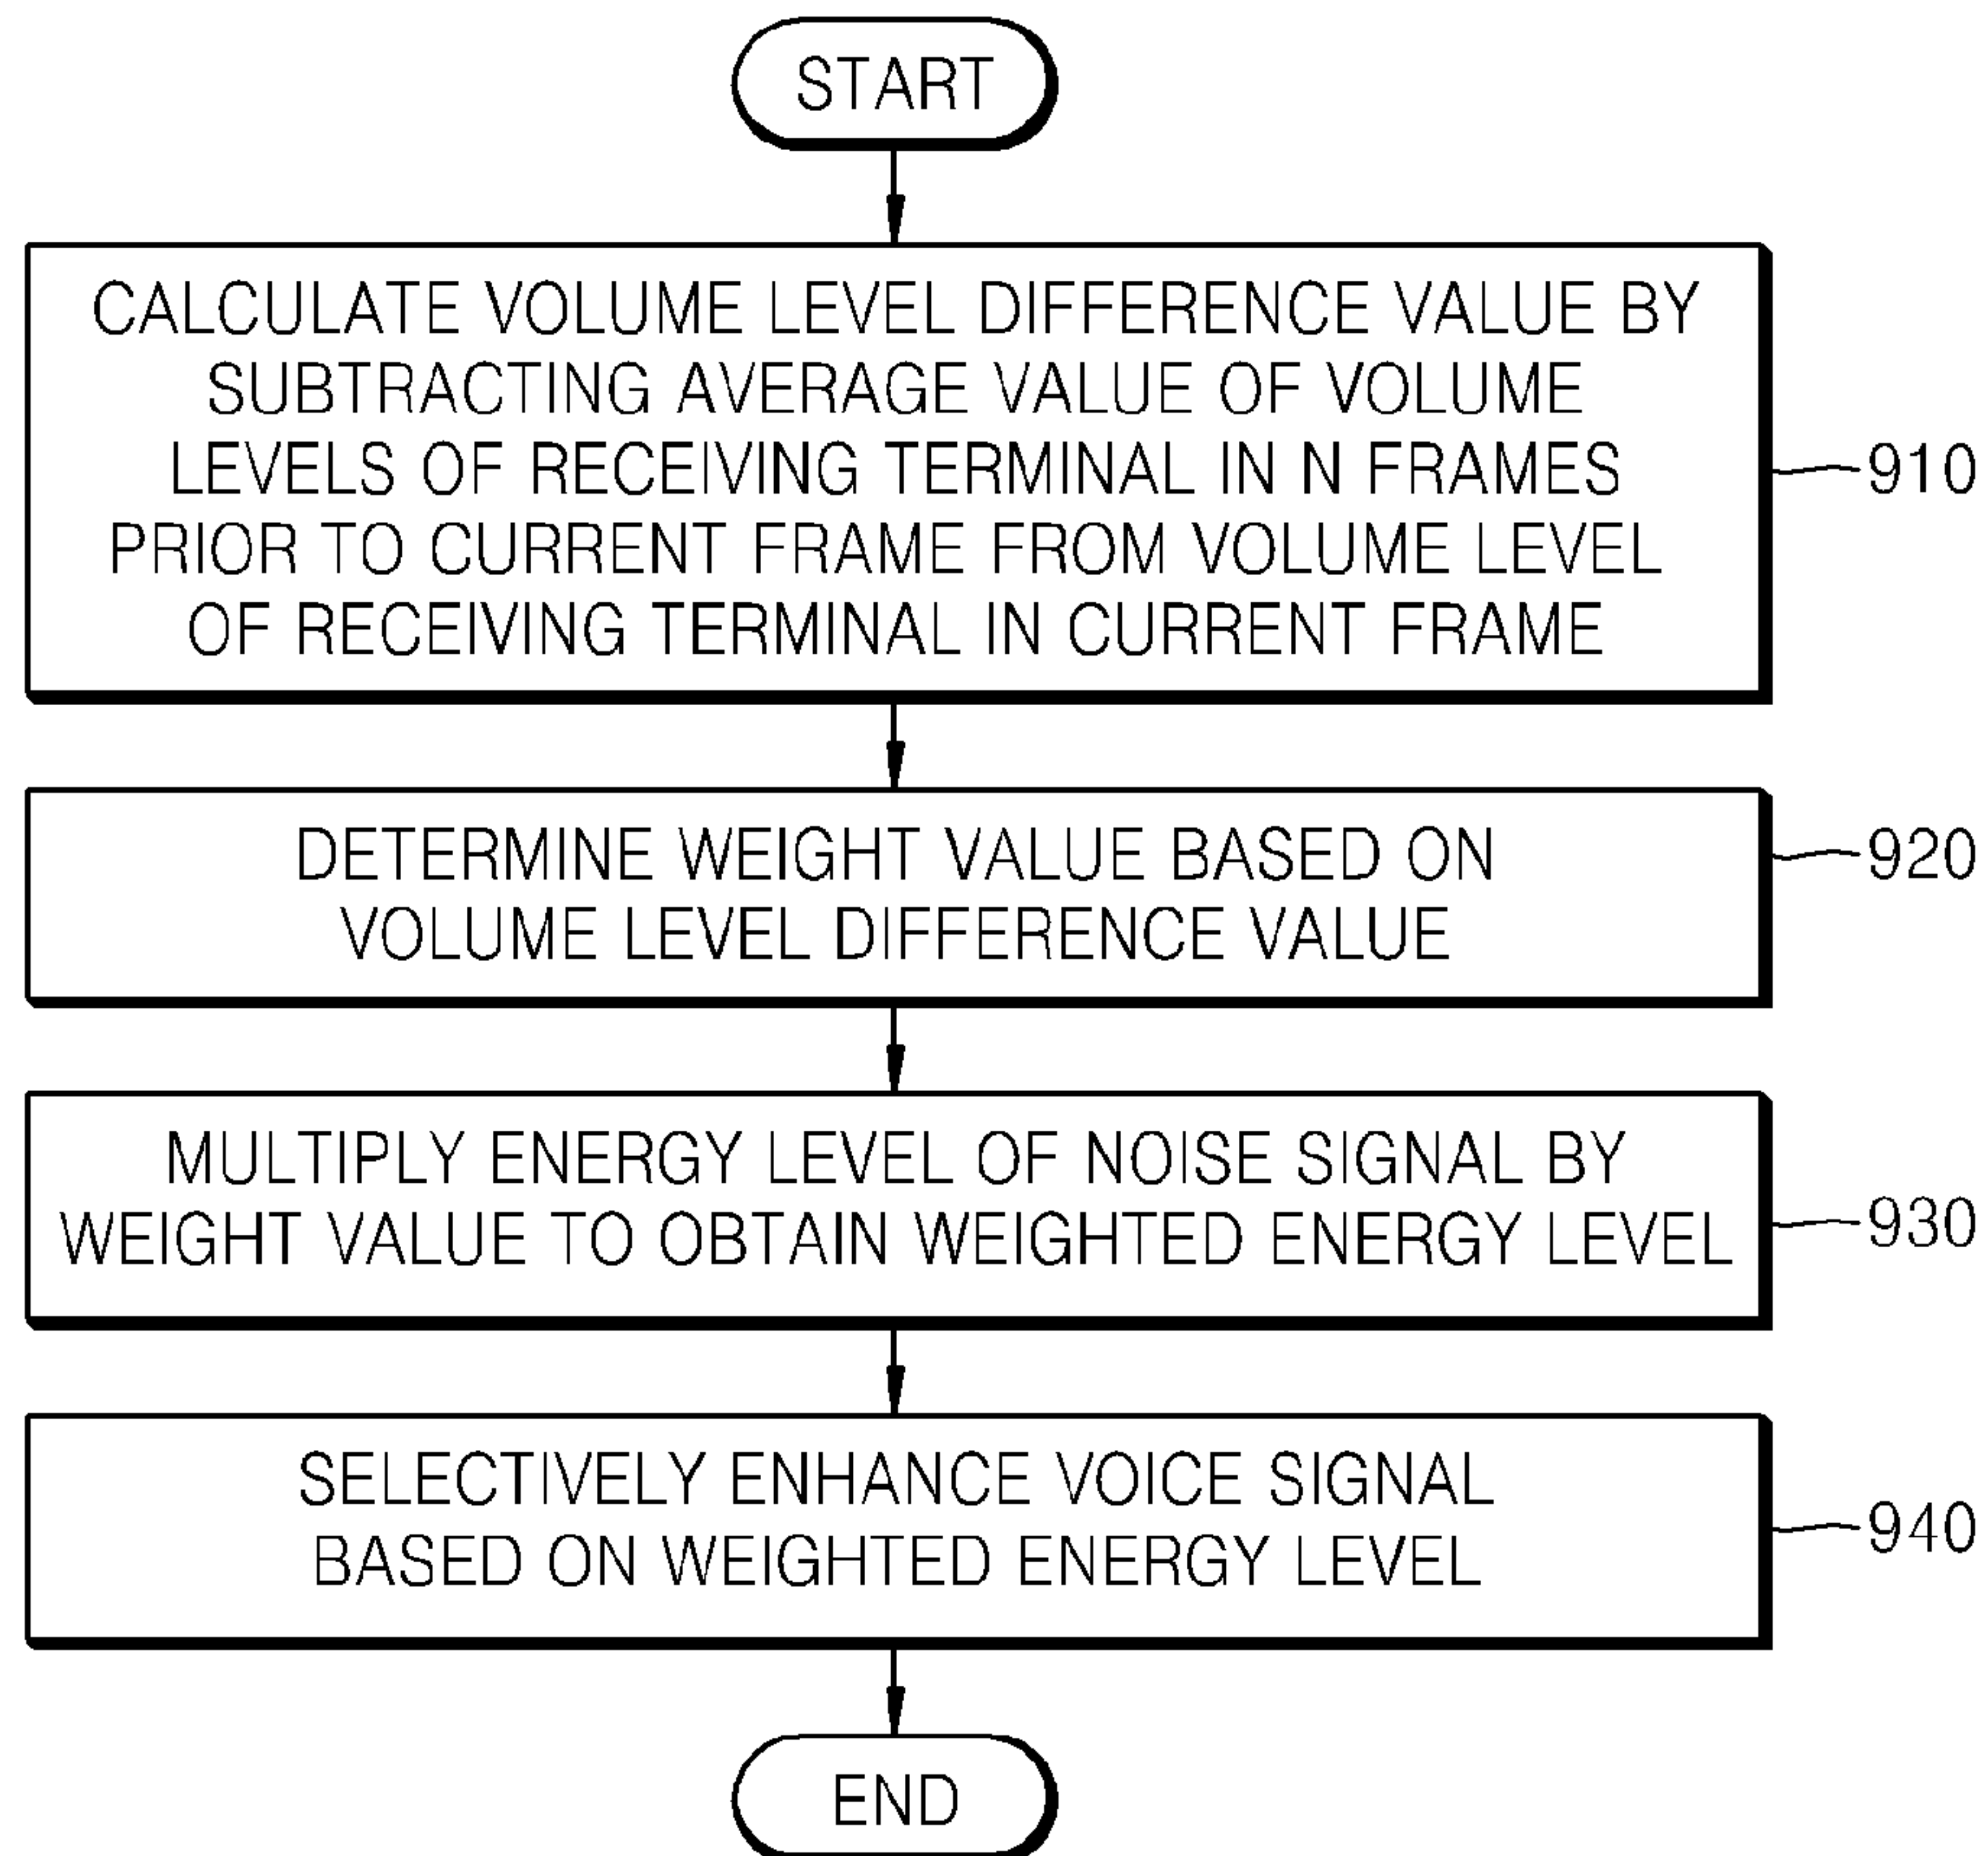 START
CALCULATE VOLUME LEVEL DIFFERENCE VALUE BY
SUBTRACTING AVERAGE VALUE OF VOLUME
LEVELS OF RECEIVING TERMINAL IN N FRAMES
PRIOR TO CURRENT FRAME FROM VOLUME LEVEL
OF RECEIVING TERMINAL IN CURRENT FRAME
910
DETERMINE WEIGHT VALUE BASED ON
VOLUME LEVEL DIFFERENCE VALUE
920
MULTIPLY ENERGY LEVEL OF NOISE SIGNAL BY
WEIGHT VALUE TO OBTAIN WEIGHTED ENERGY LEVEL
930
SELECTIVELY ENHANCE VOICE SIGNAL
BASED ON WEIGHTED ENERGY LEVEL
940
END